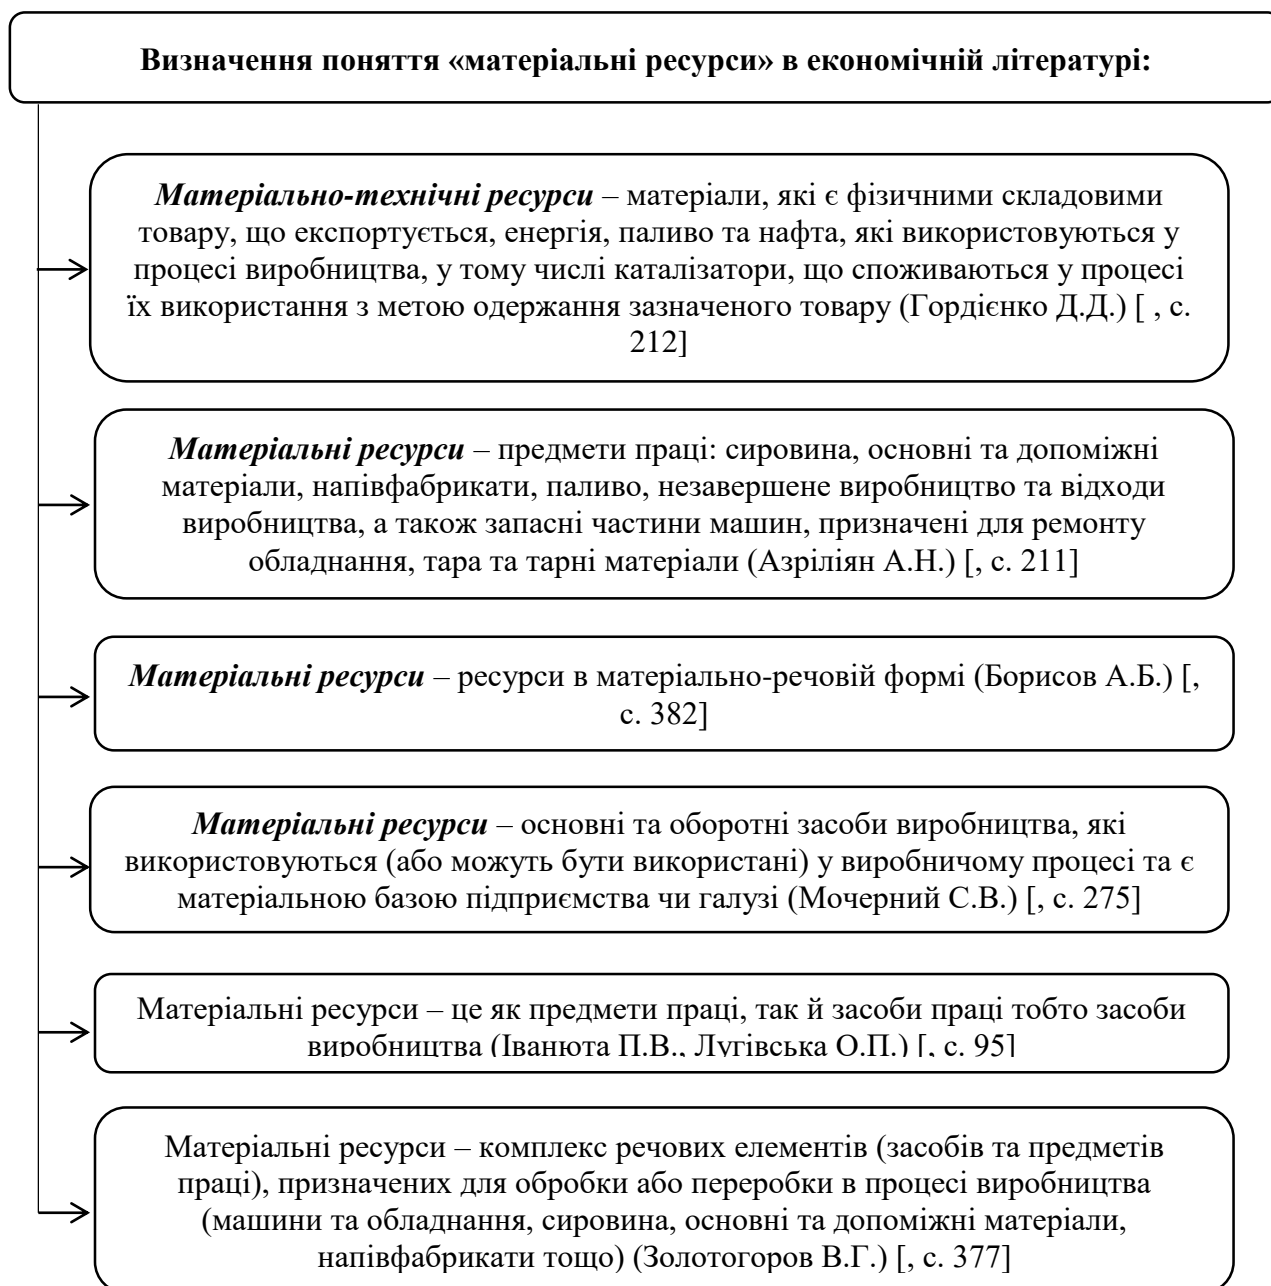 Визначення поняття «матеріальні ресурси» в економічній літературі:
Матеріально-технічні ресурси – матеріали, які є фізичними складовими
товару, що експортується, енергія, паливо та нафта, які використовуються у
процесі виробництва, у тому числі каталізатори, що споживаються у процесі
їх використання з метою одержання зазначеного товару (Гордієнко Д.Д.) [ , с.
212]
Матеріальні ресурси – предмети праці: сировина, основні та допоміжні
матеріали, напівфабрикати, паливо, незавершене виробництво та відходи
виробництва, а також запасні частини машин, призначені для ремонту
обладнання, тара та тарні матеріали (Азріліян А.Н.) [, с. 211]
Матеріальні ресурси – ресурси в матеріально-речовій формі (Борисов А.Б.) [,
с. 382]
Матеріальні ресурси – основні та оборотні засоби виробництва, які
використовуються (або можуть бути використані) у виробничому процесі та є
матеріальною базою підприємства чи галузі (Мочерний С.В.) [, с. 275]
Матеріальні ресурси – це як предмети праці, так й засоби праці тобто засоби
виробництва (Іванюта П.В., Лугівська О.П.) [, с. 95]
Матеріальні ресурси – комплекс речових елементів (засобів та предметів
праці), призначених для обробки або переробки в процесі виробництва
(машини та обладнання, сировина, основні та допоміжні матеріали,
напівфабрикати тощо) (Золотогоров В.Г.) [, с. 377]